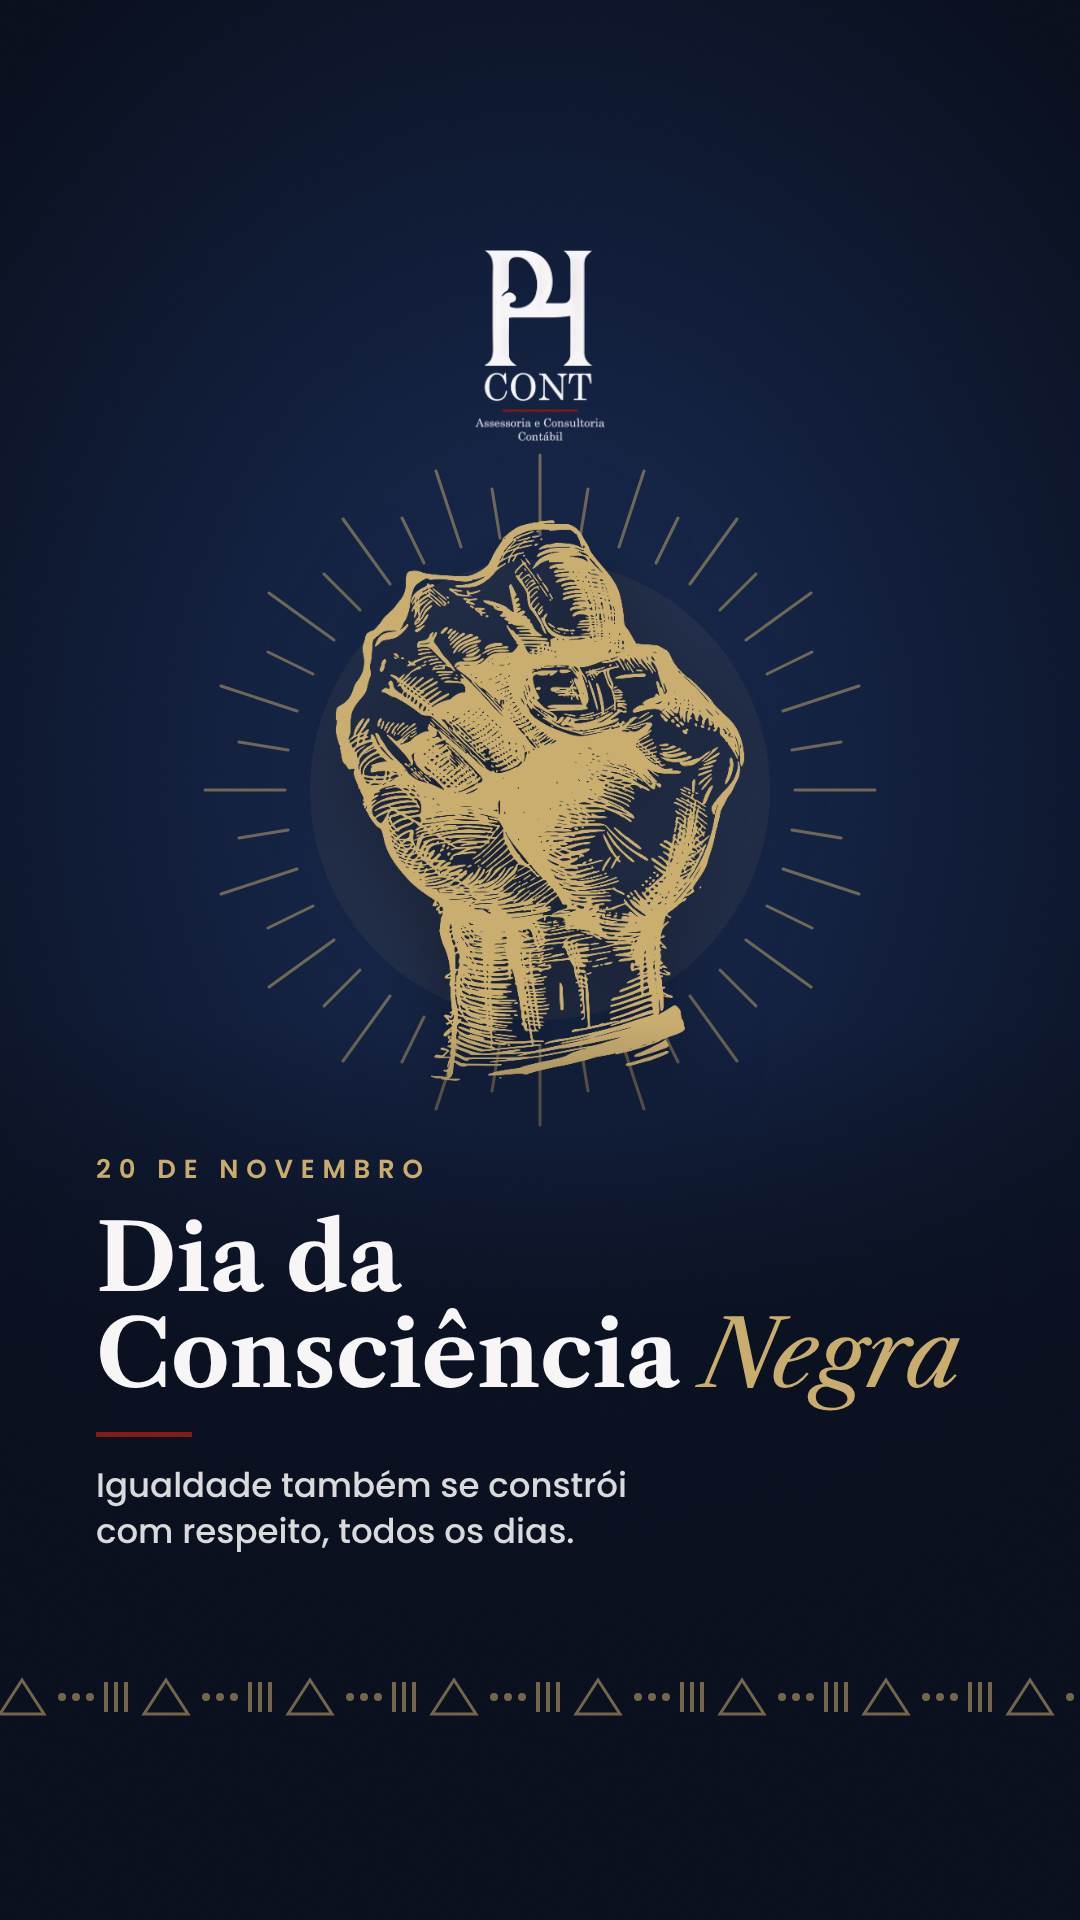 PH
CONT
Assessoria e Consultoria
Contábil
20 DE NOVEMBRO
Dia da
Consciência Negra
Igualdade também se constrói
com respeito, todos os dias.